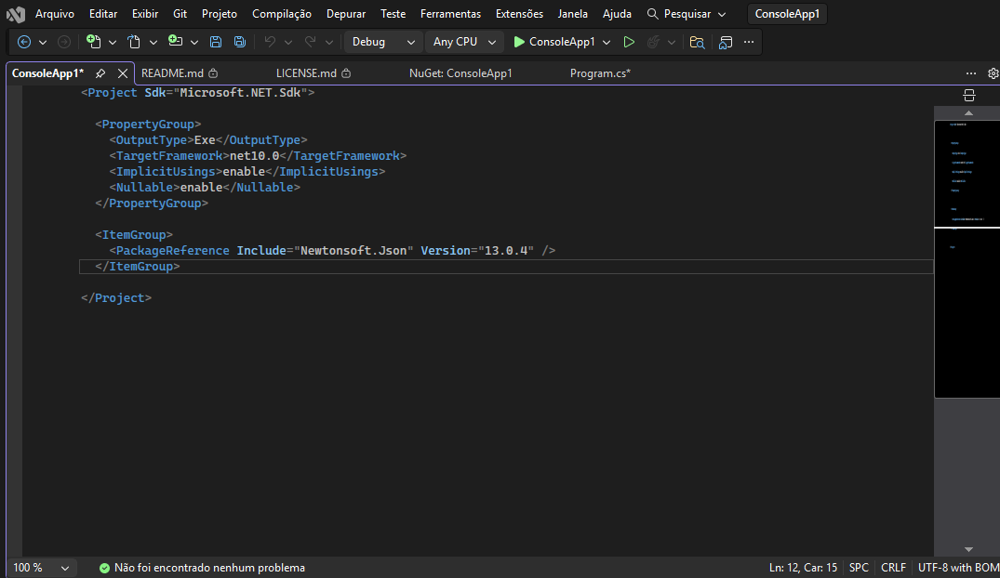 Arquivo Editar Exibir Git Projeto Compilação Depurar Teste Ferramentas Extensões Janela Ajuda Pesquisar ConsoleApp1
Debug Any CPU ConsoleApp1
ConsoleApp1* README.md LICENSE.md NuGet: ConsoleApp1 Program.cs*
<Project Sdk="Microsoft.NET.Sdk">
<PropertyGroup>
<OutputType>Exe</OutputType>
<TargetFramework>net10.0</TargetFramework>
<ImplicitUsings>enable</ImplicitUsings>
<Nullable>enable</Nullable>
</PropertyGroup>
<ItemGroup>
<PackageReference Include="Newtonsoft.Json" Version="13.0.4" />
</ItemGroup>
</Project>
100 % Não foi encontrado nenhum problema Ln: 12, Car: 15 SPC CRLF UTF-8 with BOM